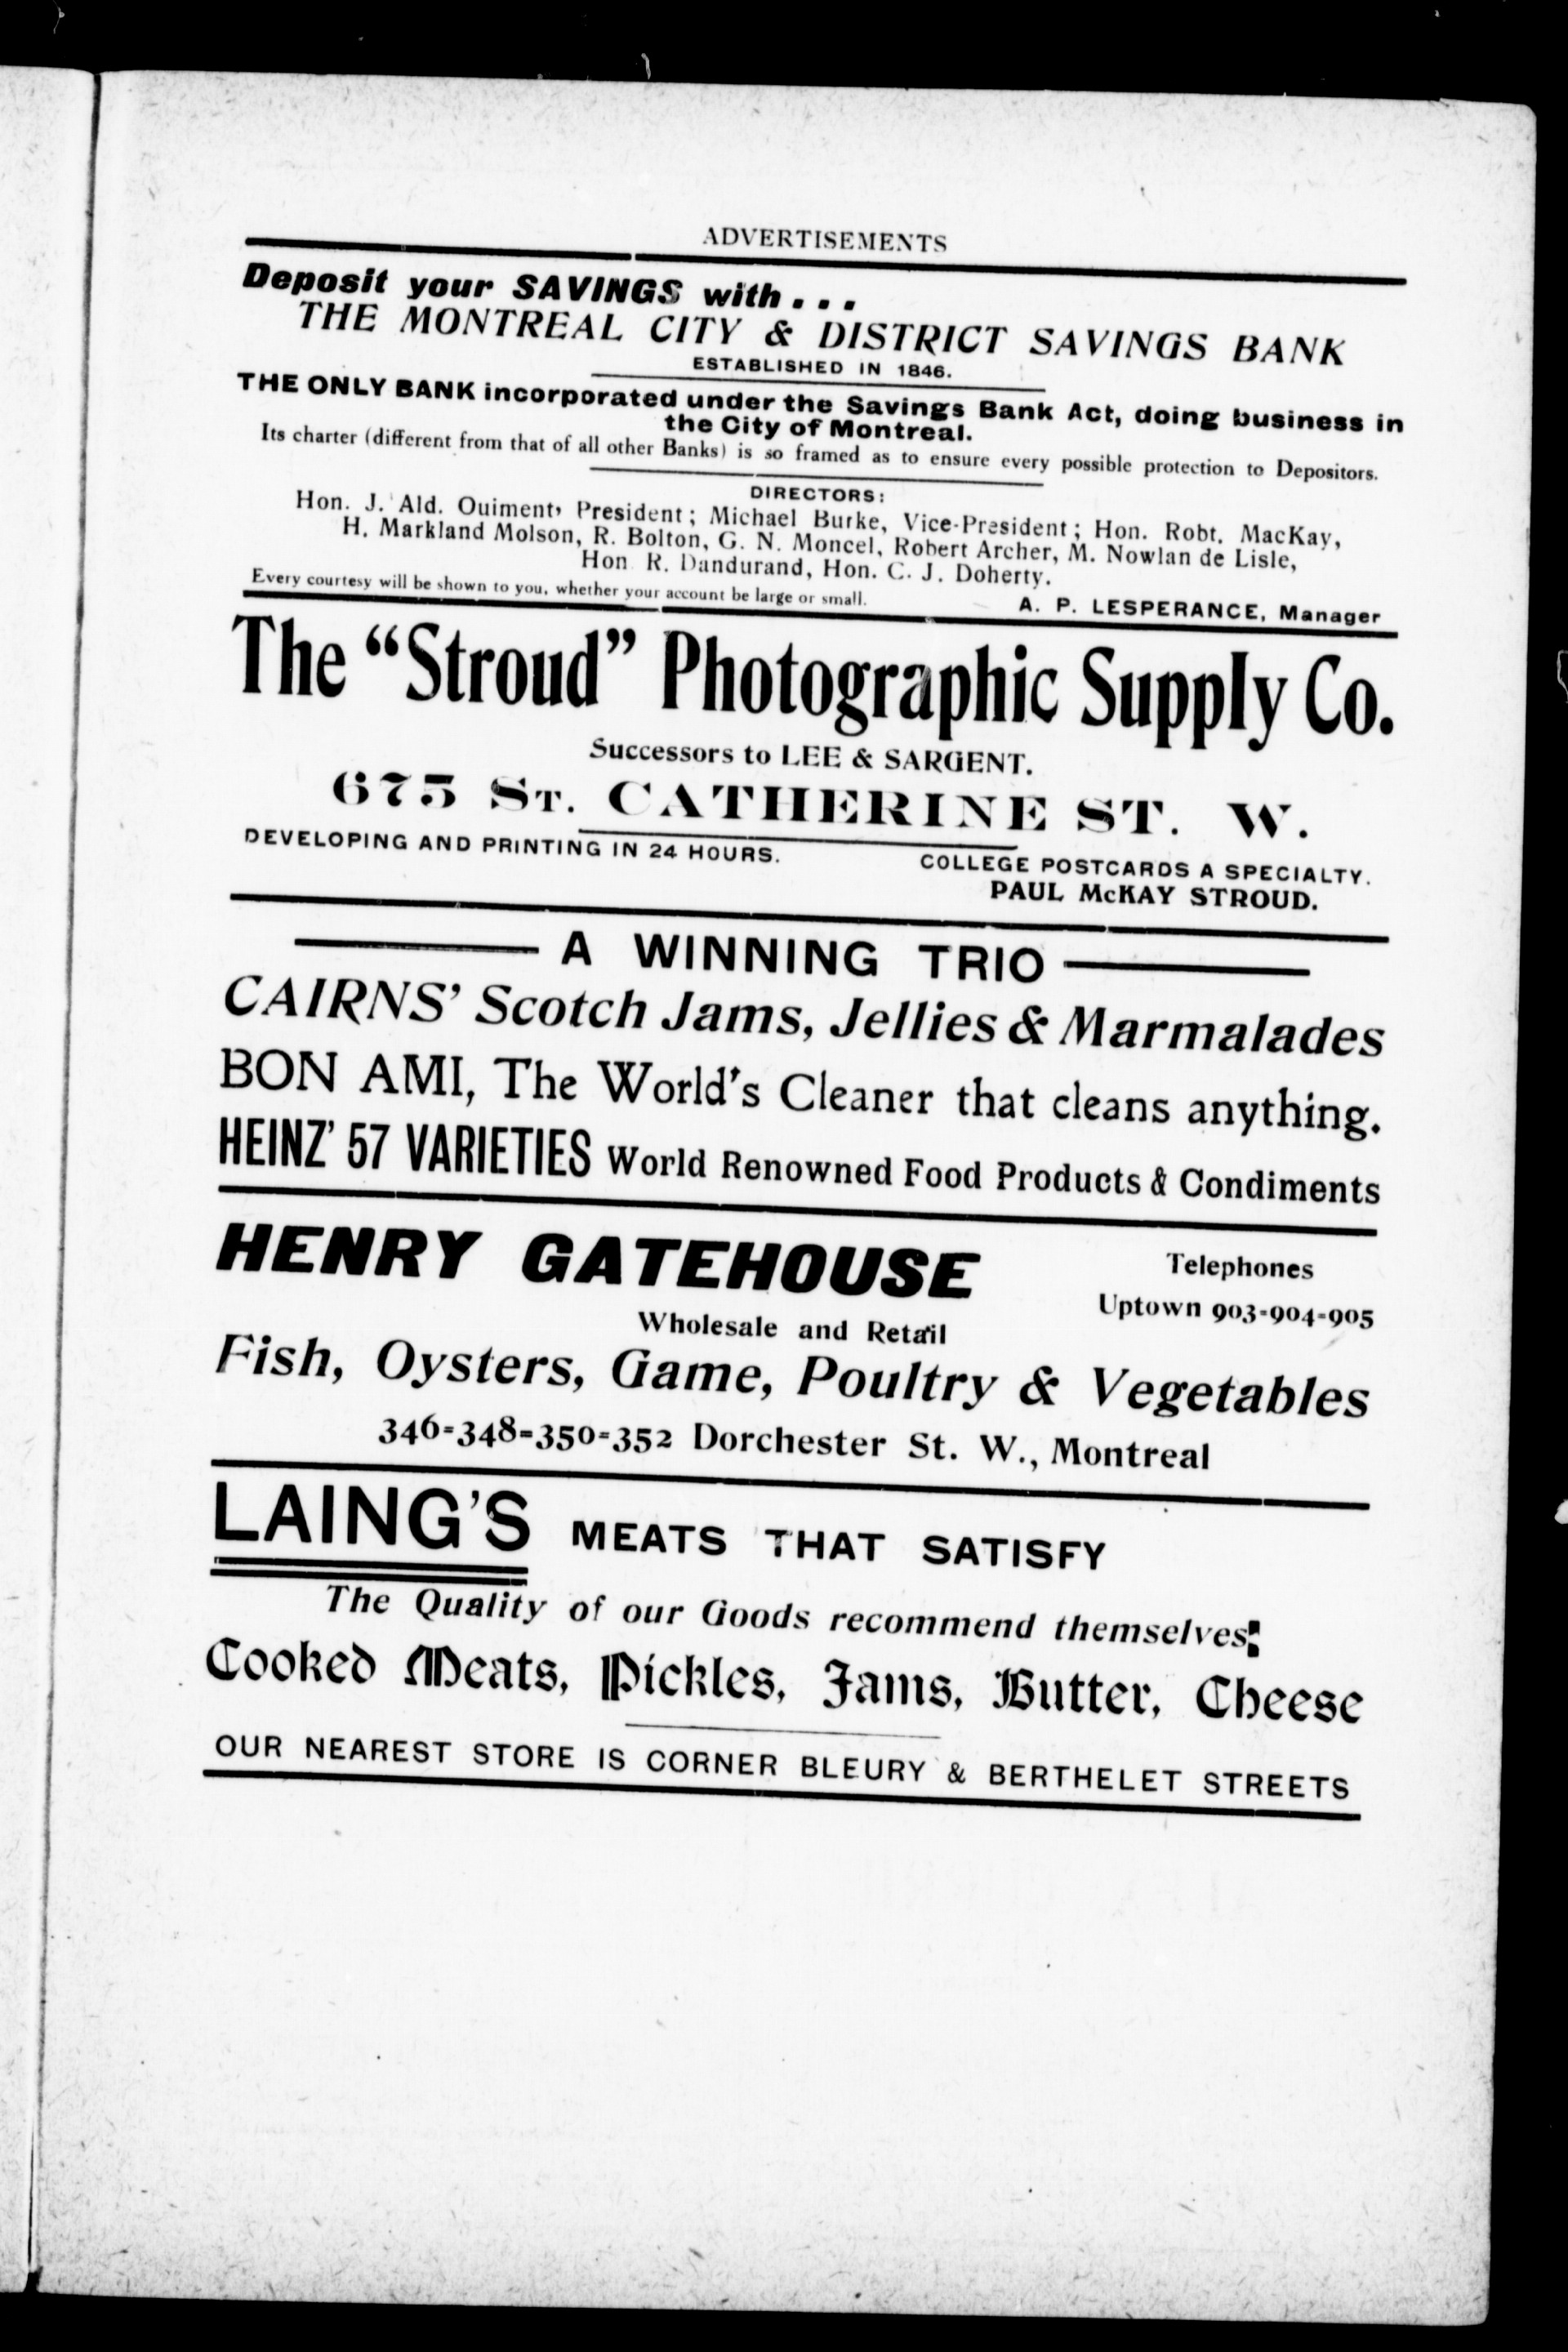 ADVERTISEMENTS
Deposit your SAVINGS with . . .
THE MONTREAL CITY & DISTRICT SAVINGS BANK
ESTABLISHED IN 1846.
THE ONLY BANK incorporated under the Savings Bank Act, doing business in
the City of Montreal.
Its charter (different from that of all other Banks) is so framed as to ensure every possible protection to Depositors.
DIRECTORS:
Hon. J. Ald. Ouiment, President; Michael Burke, Vice-President; Hon. Robt. MacKay,
H. Markland Molson, R. Bolton, G. N. Moncel, Robert Archer, M. Nowlan de Lisle,
Hon R. Dandurand, Hon. C. J. Doherty.
Every courtesy will be shown to you, whether your account be large or small. A. P. LESPERANCE, Manager
The “Stroud” Photographic Supply Co.
Successors to LEE & SARGENT.
675 ST. CATHERINE ST. W.
DEVELOPING AND PRINTING IN 24 HOURS. COLLEGE POSTCARDS A SPECIALTY.
PAUL McKAY STROUD.
A WINNING TRIO
CAIRNS’ Scotch Jams, Jellies & Marmalades
BON AMI, The World’s Cleaner that cleans anything.
HEINZ’ 57 VARIETIES World Renowned Food Products & Condiments
HENRY GATEHOUSE Telephones
Uptown 903-904-905
Wholesale and Retail
Fish, Oysters, Game, Poultry & Vegetables
346-348-350-352 Dorchester St. W., Montreal
LAING’S MEATS THAT SATISFY
The Quality of our Goods recommend themselves:
Cooked Meats, Pickles, Jams, Butter, Cheese
OUR NEAREST STORE IS CORNER BLEURY & BERTHELET STREETS